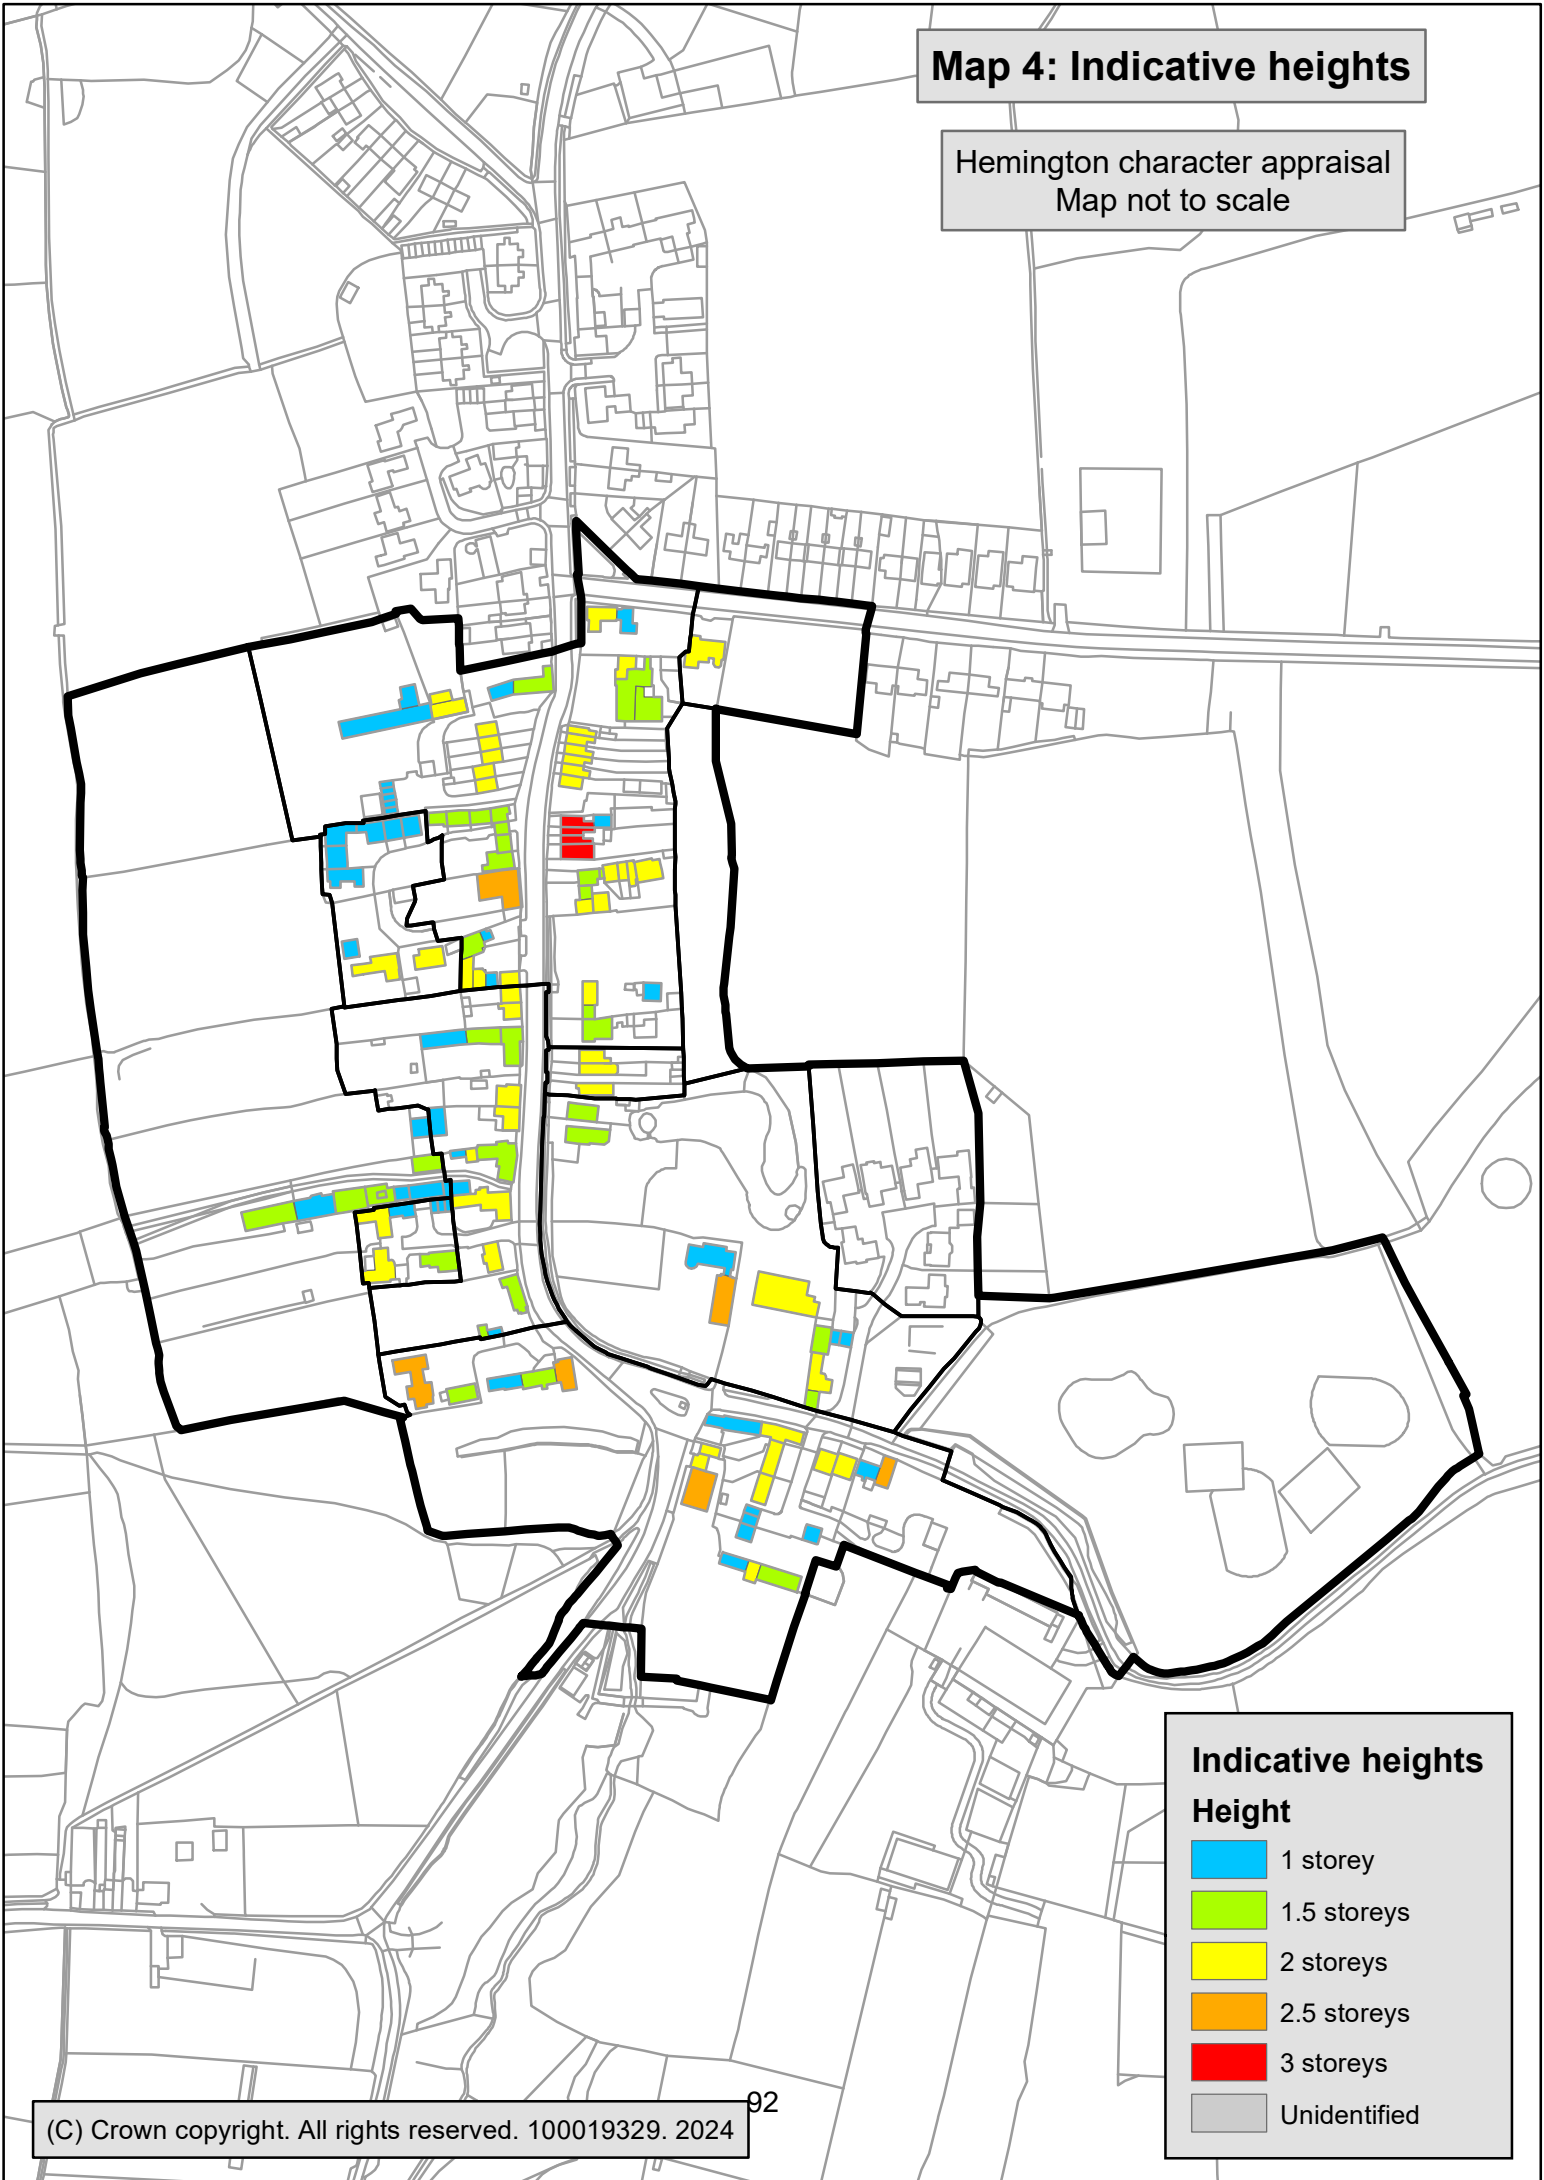 Map 4: Indicative heights
Hemington character appraisal
Map not to scale
Indicative heights
Height
1 storey
1.5 storeys
2 storeys
2.5 storeys
3 storeys
Unidentified
92
(C) Crown copyright. All rights reserved. 100019329. 2024